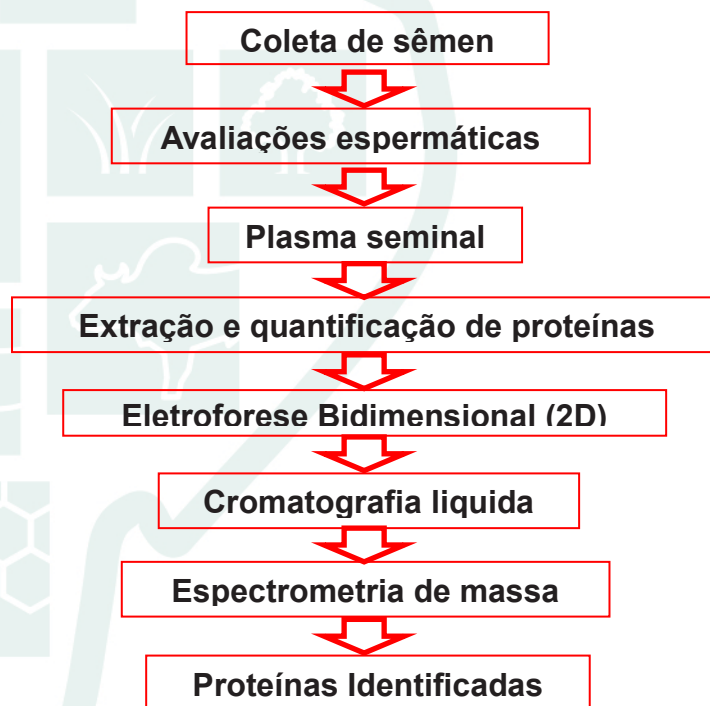 Coleta de sêmen
Avaliações espermáticas
Plasma seminal
Extração e quantificação de proteínas
Eletroforese Bidimensional (2D)
Cromatografia liquida
Espectrometria de massa
Proteínas Identificadas